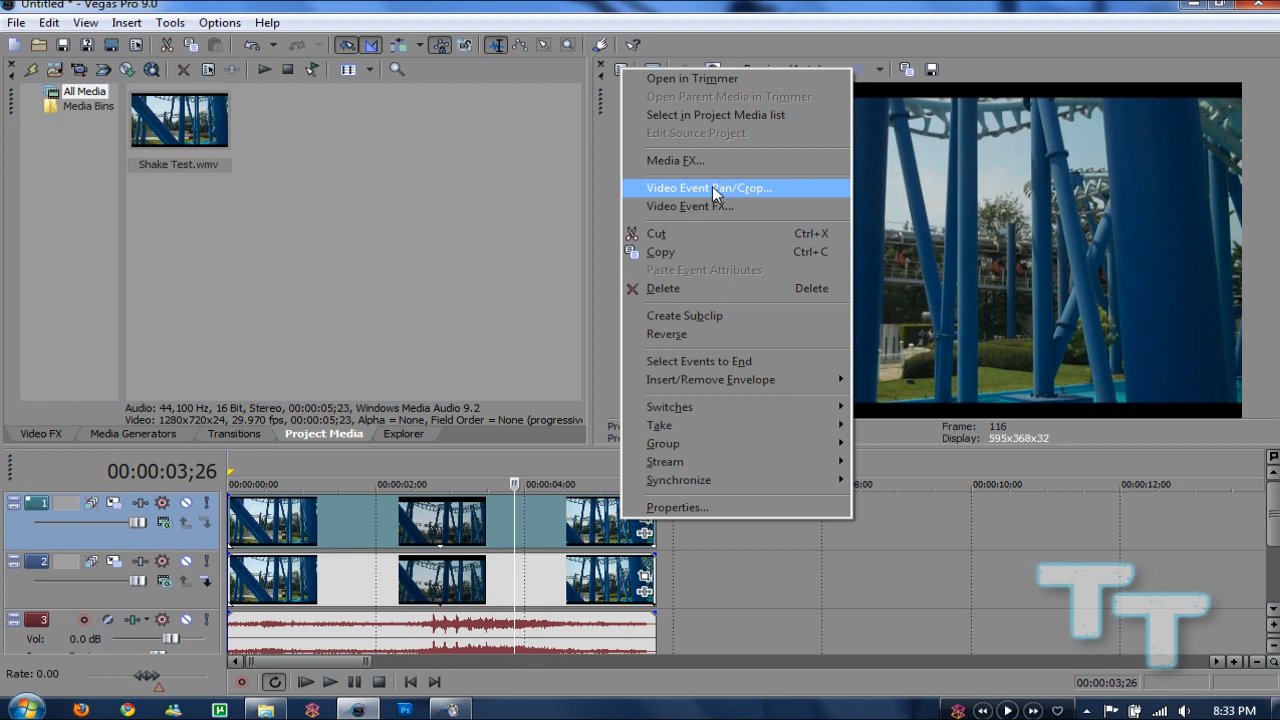 Untitled * - Vegas Pro 9.0
File Edit View Insert Tools Options Help
All Media
Media Bins
Shake Test.wmv
Audio: 44,100 Hz, 16 Bit, Stereo, 00:00:05;23, Windows Media Audio 9.2
Video: 1280x720x24, 29.970 fps, 00:00:05;23, Alpha = None, Field Order = None (progressive
Video FX Media Generators Transitions Project Media Explorer
Open in Trimmer
Open Parent Media in Trimmer
Select in Project Media list
Edit Source Project
Media FX...
Video Event Pan/Crop...
Video Event FX...
Cut Ctrl+X
Copy Ctrl+C
Paste Event Attributes
Delete Delete
Create Subclip
Reverse
Select Events to End
Insert/Remove Envelope
Switches
Take
Group
Stream
Synchronize
Properties...
Frame: 116
Display: 595x368x32
00:00:03;26
00:00:00;00 00:00:02;00 00:00:04;00 00:00:10;00 00:00:12;00
1
2
3
Vol: 0.0 dB
Rate: 0.00
00:00:03;26
TT
8:33 PM